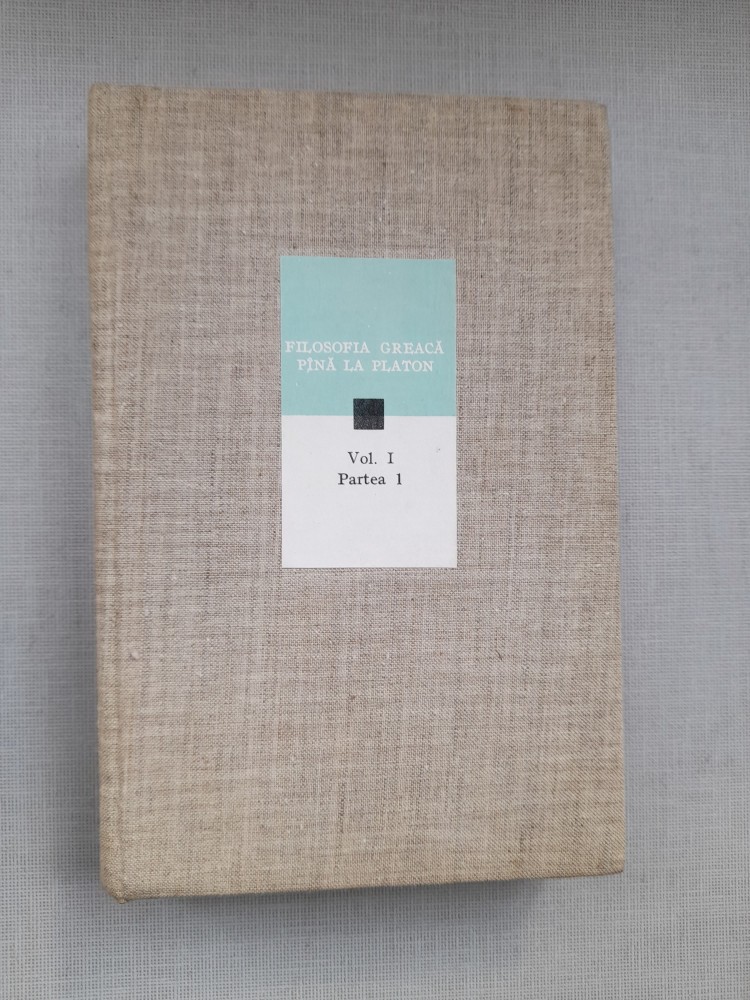 FILOSOFIA GREACĂ
PÎNĂ LA PLATON
Vol. I
Partea 1